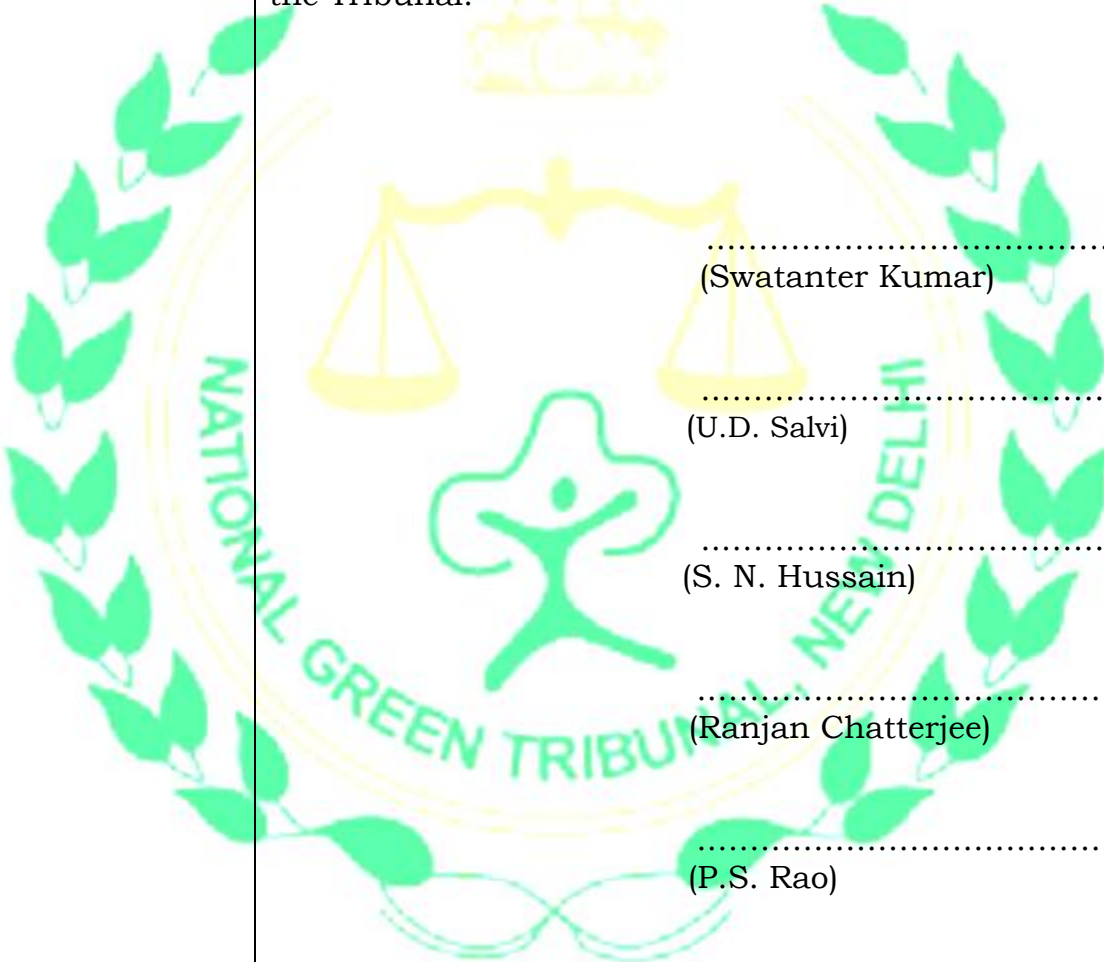 the Tribunal.
(Swatanter Kumar)
(U.D. Salvi)
(S. N. Hussain)
(Ranjan Chatterjee)
(P.S. Rao)
NATIONAL GREEN TRIBUNAL, NEW DELHI